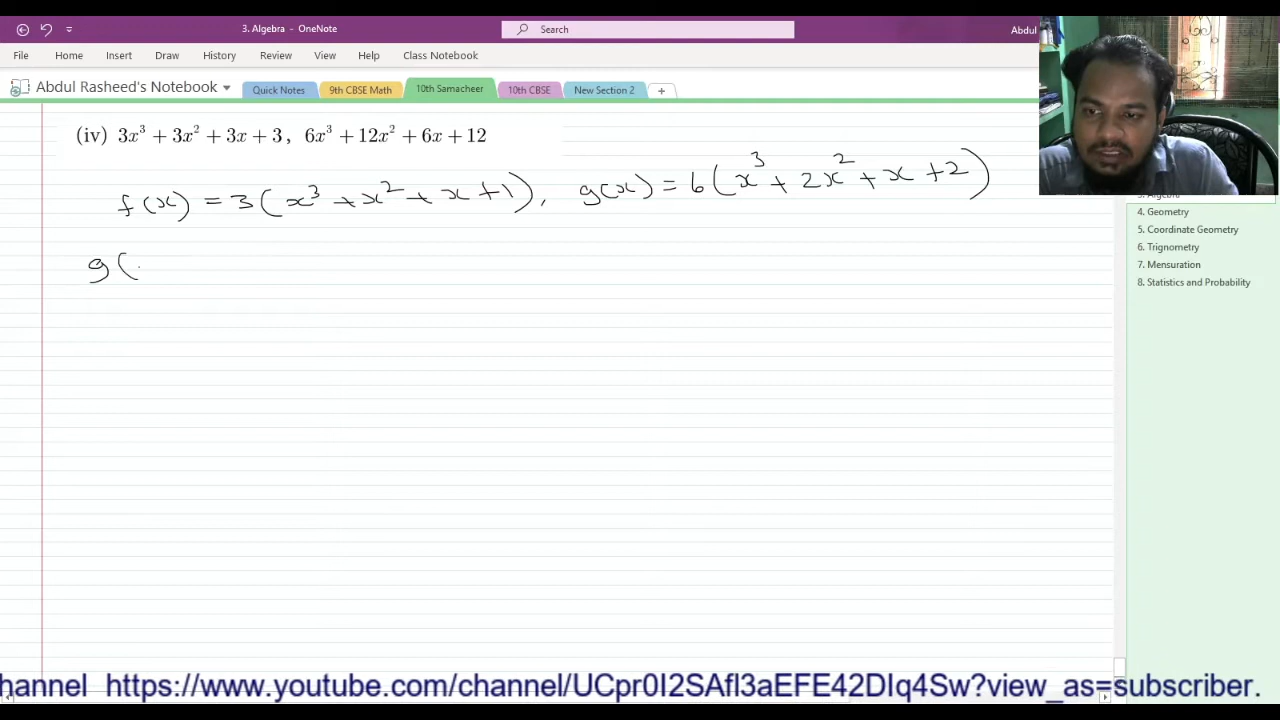 3. Algebra - OneNote
Search
Abdul
File Home Insert Draw History Review View Help Class Notebook
Abdul Rasheed's Notebook
Quick Notes 9th CBSE Math 10th Samacheer 10th CBSE New Section 2 +
(iv) 3x³ + 3x² + 3x + 3, 6x³ + 12x² + 6x + 12
f(x) = 3(x³ + x² + x + 1), g(x) = 6(x³ + 2x² + x + 2)
g(
3. Algebra
4. Geometry
5. Coordinate Geometry
6. Trignometry
7. Mensuration
8. Statistics and Probability
hannel https://www.youtube.com/channel/UCpr0I2SAfl3aEFE42DIq4Sw?view_as=subscriber.